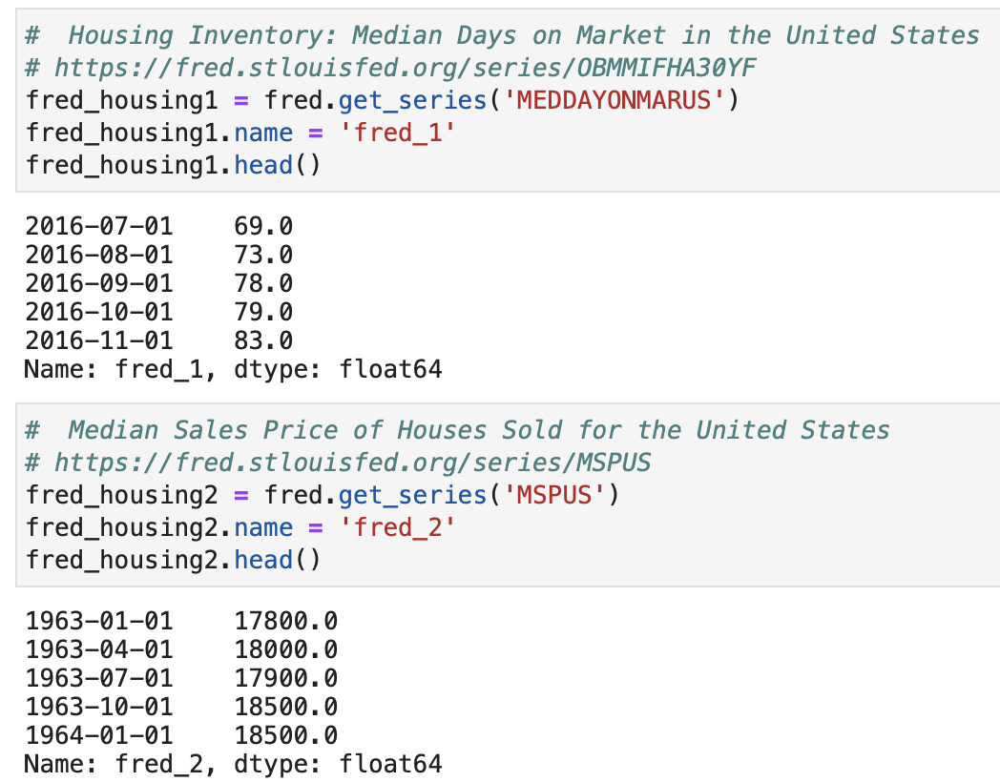 #  Housing Inventory: Median Days on Market in the United States
# https://fred.stlouisfed.org/series/OBMMIFHA30YF
fred_housing1 = fred.get_series('MEDDAYONMARUS')
fred_housing1.name = 'fred_1'
fred_housing1.head()
2016-07-01    69.0
2016-08-01    73.0
2016-09-01    78.0
2016-10-01    79.0
2016-11-01    83.0
Name: fred_1, dtype: float64
#  Median Sales Price of Houses Sold for the United States
# https://fred.stlouisfed.org/series/MSPUS
fred_housing2 = fred.get_series('MSPUS')
fred_housing2.name = 'fred_2'
fred_housing2.head()
1963-01-01    17800.0
1963-04-01    18000.0
1963-07-01    17900.0
1963-10-01    18500.0
1964-01-01    18500.0
Name: fred_2, dtype: float64